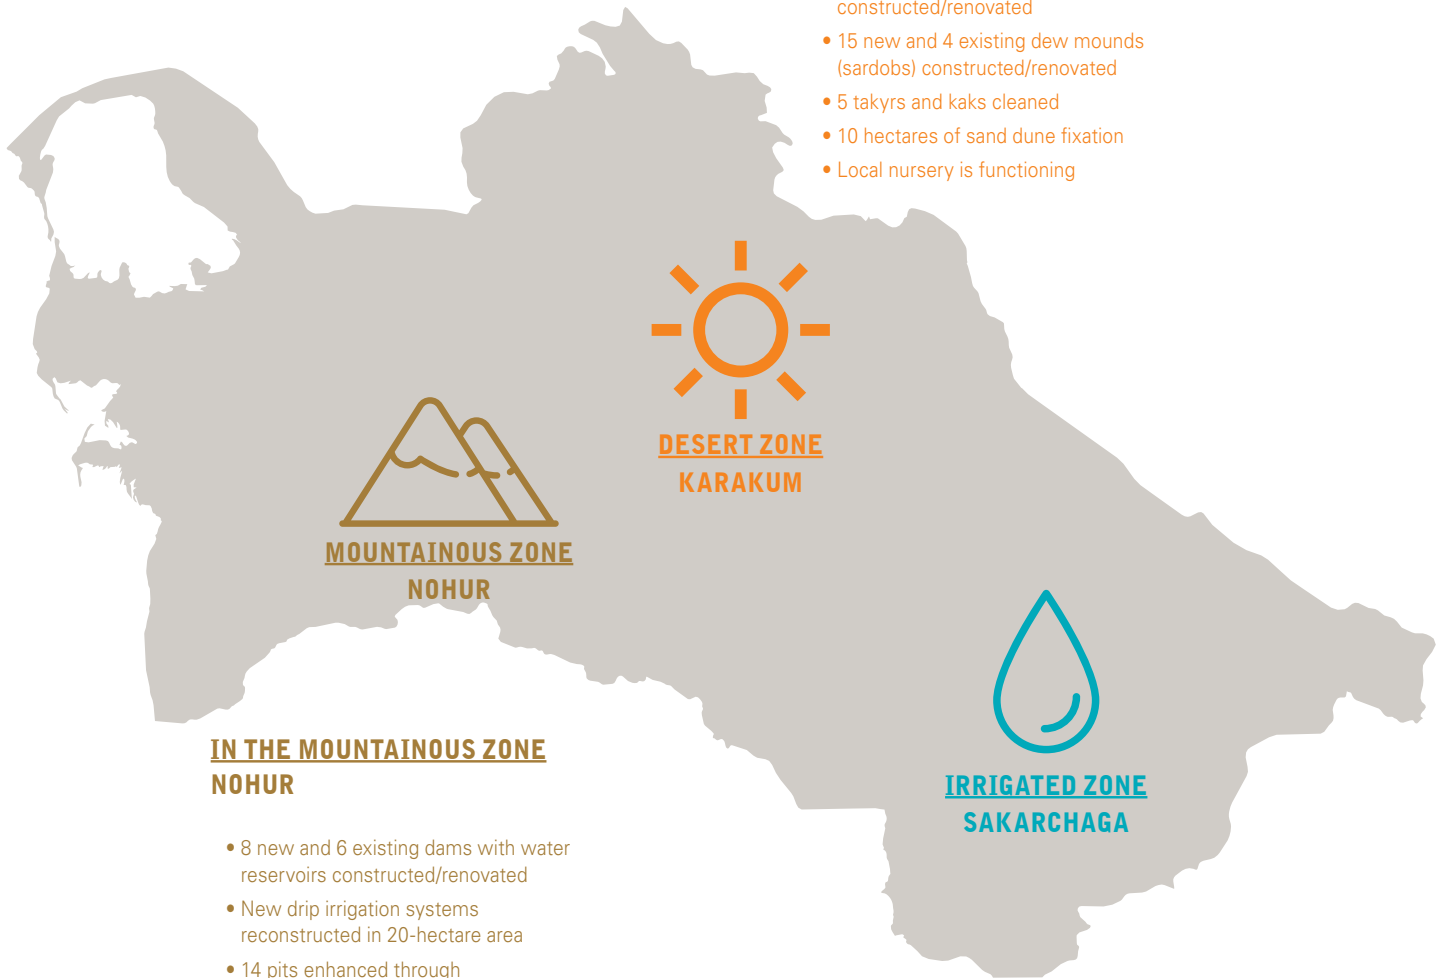 constructed/renovated
• 15 new and 4 existing dew mounds
(sardobs) constructed/renovated
• 5 takyrs and kaks cleaned
• 10 hectares of sand dune fixation
• Local nursery is functioning
DESERT ZONE
KARAKUM
MOUNTAINOUS ZONE
NOHUR
IRRIGATED ZONE
SAKARCHAGA
IN THE MOUNTAINOUS ZONE
NOHUR
• 8 new and 6 existing dams with water
reservoirs constructed/renovated
• New drip irrigation systems
reconstructed in 20-hectare area
• 14 pits enhanced through